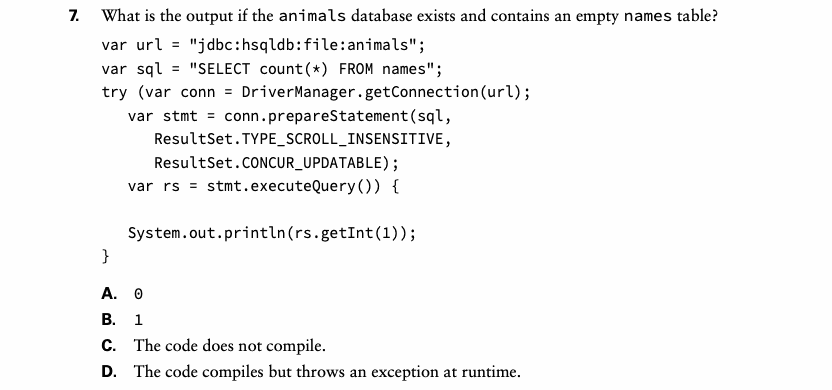 7. What is the output if the animals database exists and contains an empty names table?
var url = "jdbc:hsqldb:file:animals";
var sql = "SELECT count(*) FROM names";
try (var conn = DriverManager.getConnection(url);
   var stmt = conn.prepareStatement(sql,
      ResultSet.TYPE_SCROLL_INSENSITIVE,
      ResultSet.CONCUR_UPDATABLE);
   var rs = stmt.executeQuery()) {
   System.out.println(rs.getInt(1));
}
A. 0
B. 1
C. The code does not compile.
D. The code compiles but throws an exception at runtime.